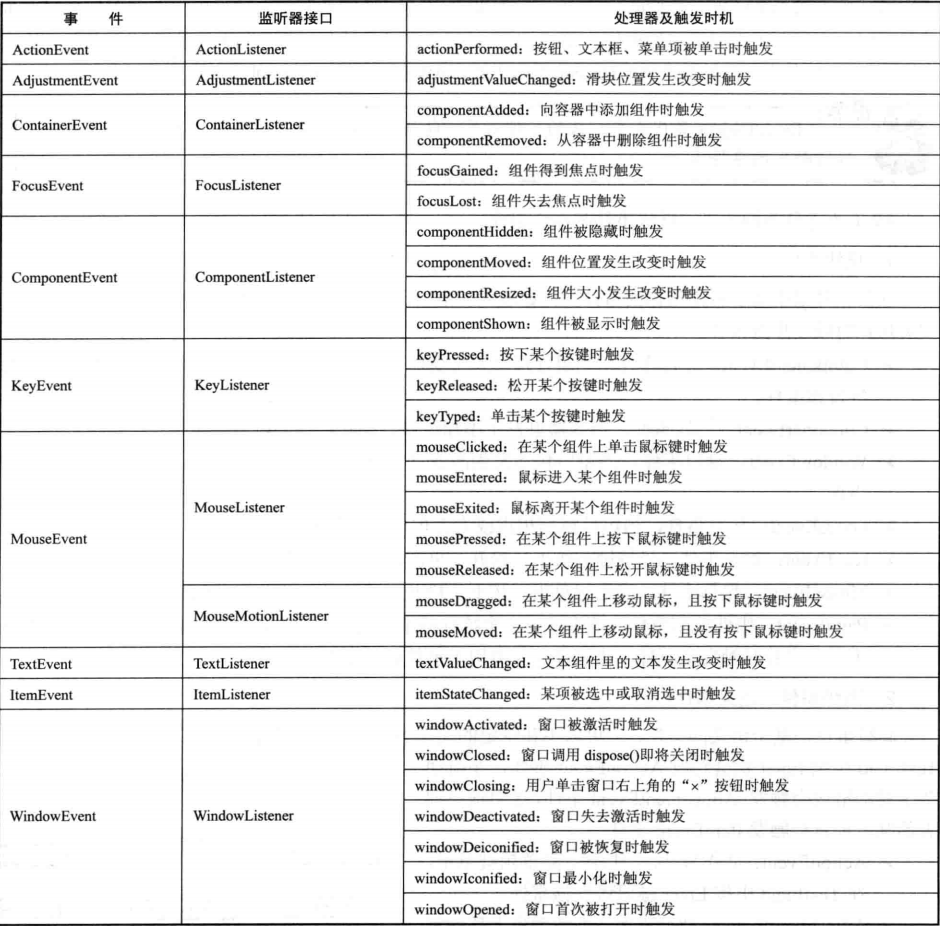 事 件 监听器接口 处理器及触发时机
ActionEvent ActionListener actionPerformed：按钮、文本框、菜单项被单击时触发
AdjustmentEvent AdjustmentListener adjustmentValueChanged：滑块位置发生改变时触发
ContainerEvent ContainerListener componentAdded：向容器中添加组件时触发
componentRemoved：从容器中删除组件时触发
FocusEvent FocusListener focusGained：组件得到焦点时触发
focusLost：组件失去焦点时触发
ComponentEvent ComponentListener componentHidden：组件被隐藏时触发
componentMoved：组件位置发生改变时触发
componentResized：组件大小发生改变时触发
componentShown：组件被显示时触发
KeyEvent KeyListener keyPressed：按下某个按键时触发
keyReleased：松开某个按键时触发
keyTyped：单击某个按键时触发
MouseEvent MouseListener mouseClicked：在某个组件上单击鼠标键时触发
mouseEntered：鼠标进入某个组件时触发
mouseExited：鼠标离开某个组件时触发
mousePressed：在某个组件上按下鼠标键时触发
mouseReleased：在某个组件上松开鼠标键时触发
MouseMotionListener mouseDragged：在某个组件上移动鼠标，且按下鼠标键时触发
mouseMoved：在某个组件上移动鼠标，且没有按下鼠标键时触发
TextEvent TextListener textValueChanged：文本组件里的文本发生改变时触发
ItemEvent ItemListener itemStateChanged：某项被选中或取消选中时触发
WindowEvent WindowListener windowActivated：窗口被激活时触发
windowClosed：窗口调用 dispose()即将关闭时触发
windowClosing：用户单击窗口右上角的“×”按钮时触发
windowDeactivated：窗口失去激活时触发
windowDeiconified：窗口被恢复时触发
windowIconified：窗口最小化时触发
windowOpened：窗口首次被打开时触发